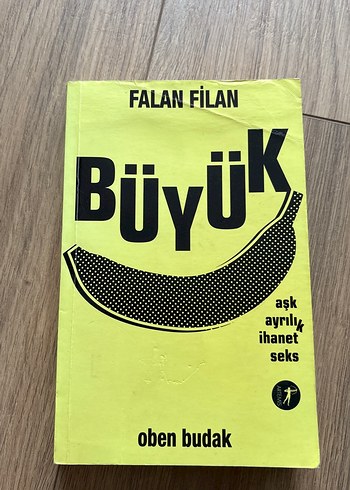 FALAN FİLAN
BÜYÜK
aşk
ayrılık
ihanet
seks
oben budak